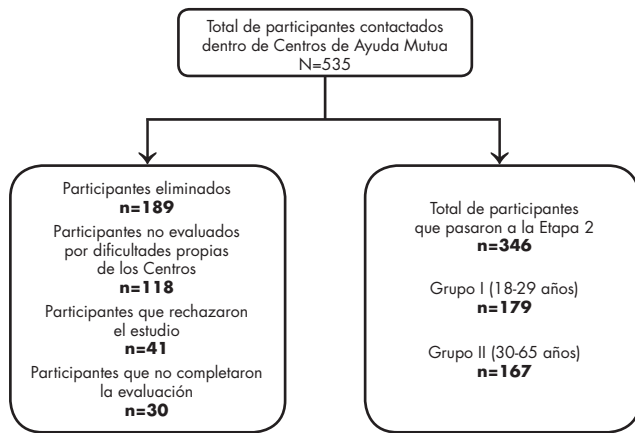 Total de participantes contactados
dentro de Centros de Ayuda Mutua
N=535
Participantes eliminados
n=189
Participantes no evaluados
por dificultades propias
de los Centros
n=118
Participantes que rechazaron
el estudio
n=41
Participantes que no completaron
la evaluación
n=30
Total de participantes
que pasaron a la Etapa 2
n=346
Grupo I (18-29 años)
n=179
Grupo II (30-65 años)
n=167